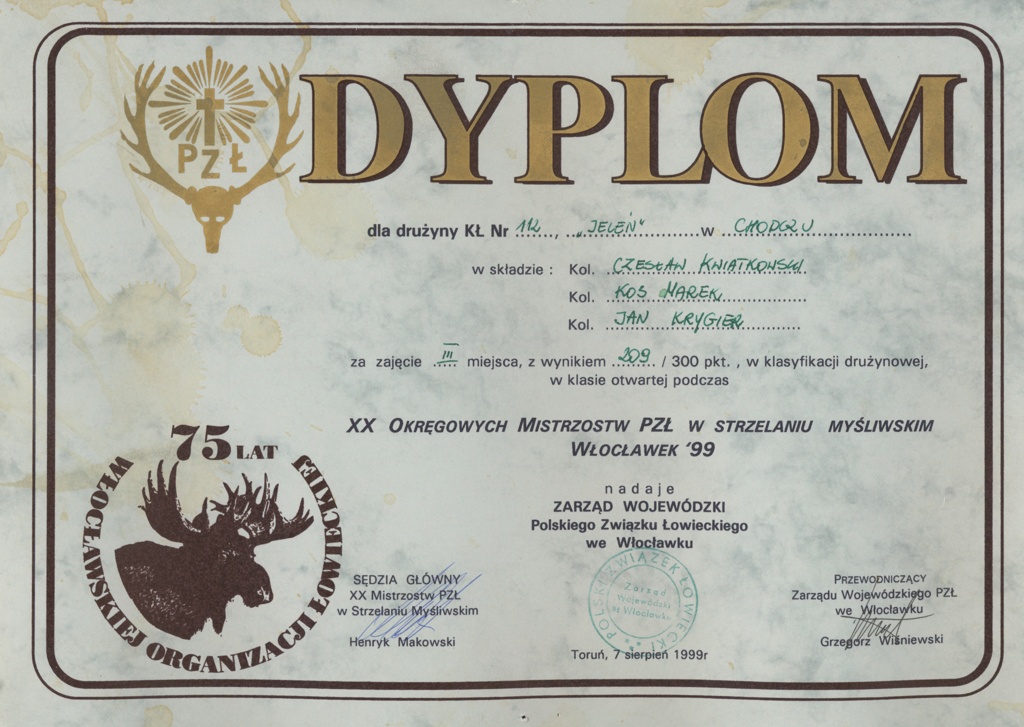 PZŁ
DYPLOM
dla drużyny KŁ Nr 112, „JELEŃ" w CHODCZU
w składzie : Kol. CZESŁAW KWIATKOWSKI
Kol. KOS MAREK
Kol. JAN KRYGIER
za zajęcie III miejsca, z wynikiem 209 / 300 pkt. , w klasyfikacji drużynowej,
w klasie otwartej podczas
XX OKRĘGOWYCH MISTRZOSTW PZŁ W STRZELANIU MYŚLIWSKIM
WŁOCŁAWEK '99
nadaje
ZARZĄD WOJEWÓDZKI
Polskiego Związku Łowieckiego
we Włocławku
75 LAT
WŁOCŁAWSKIEJ ORGANIZACJI ŁOWIECKIEJ
SĘDZIA GŁÓWNY
XX Mistrzostw PZŁ
w Strzelaniu Myśliwskim
Henryk Makowski
POLSKI ZWIĄZEK ŁOWIECKI
Zarząd
Wojewódzki
we Włocławku
Toruń, 7 sierpień 1999r
PRZEWODNICZĄCY
Zarządu Wojewódzkiego PZŁ
we Włocławku
Grzegorz Wiśniewski